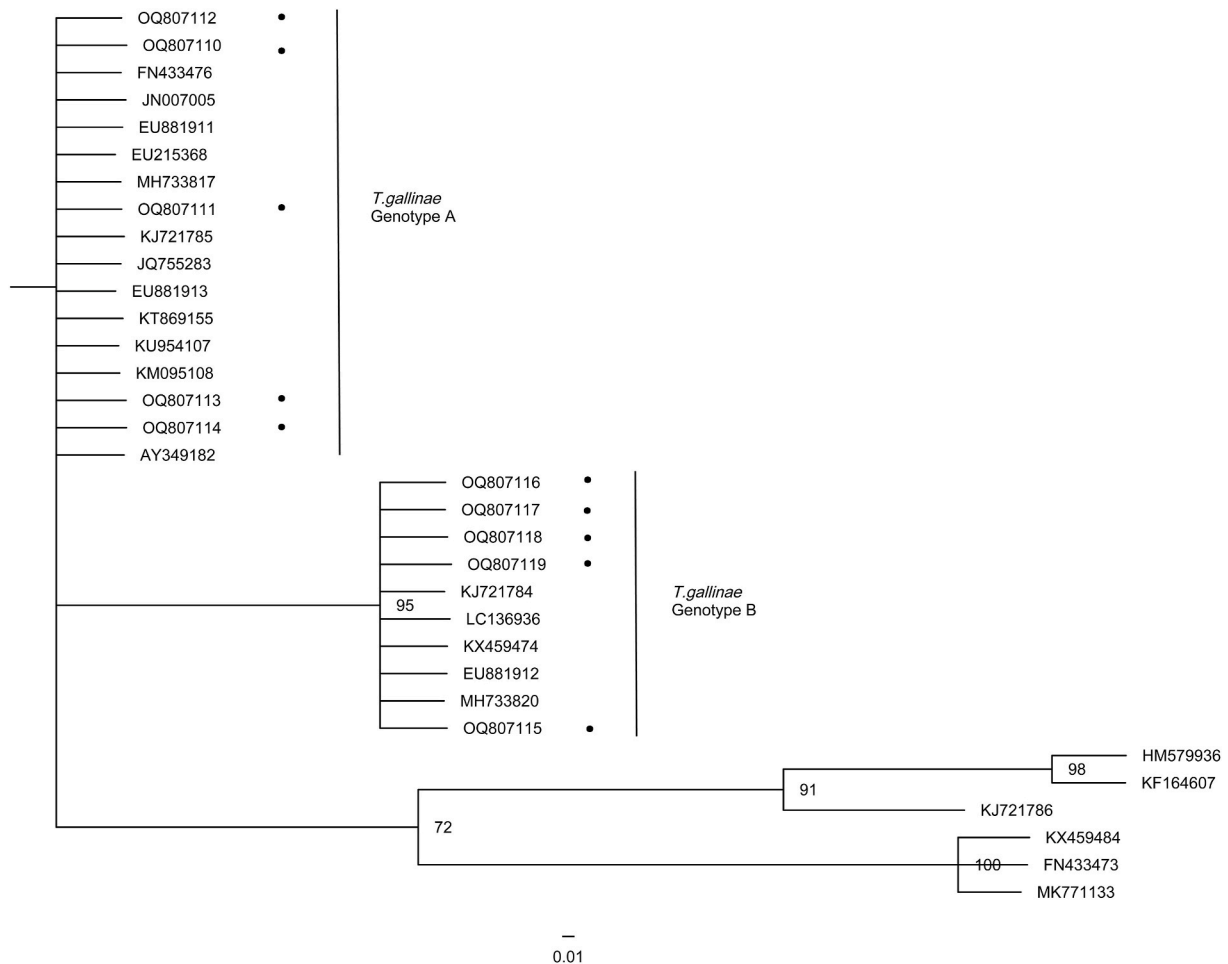 OQ807112
OQ807110
FN433476
JN007005
EU881911
EU215368
MH733817
OQ807111
KJ721785
JQ755283
EU881913
KT869155
KU954107
KM095108
OQ807113
OQ807114
AY349182
T.gallinae
Genotype A
OQ807116
OQ807117
OQ807118
OQ807119
KJ721784
95
LC136936
KX459474
EU881912
MH733820
OQ807115
T.gallinae
Genotype B
HM579936
98
KF164607
91
KJ721786
72
KX459484
100
FN433473
MK771133
0.01